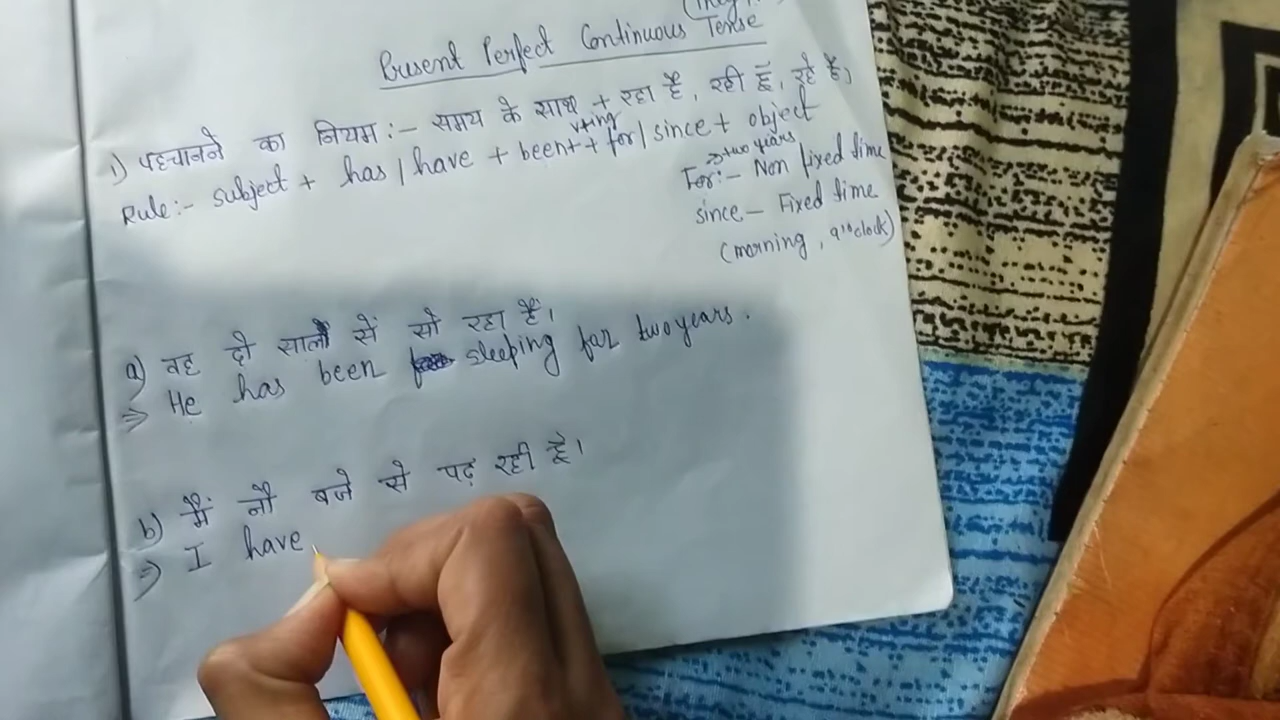 Present Perfect Continuous Tense
1) पहचानने का नियम :- समय के साथ + रहा है, रही हूँ, रहे हैं,
Rule:- subject + has / have + been + v+ing + for / since + object
For:- Non fixed time
→ two years
since - Fixed time
(morning, 9'o clock)
a) वह दो सालों सें सो रहा हैं।
⇒ He has been sleeping for two years.
b) मैं नौ बजे से पढ़ रही हूँ।
⇒ I have